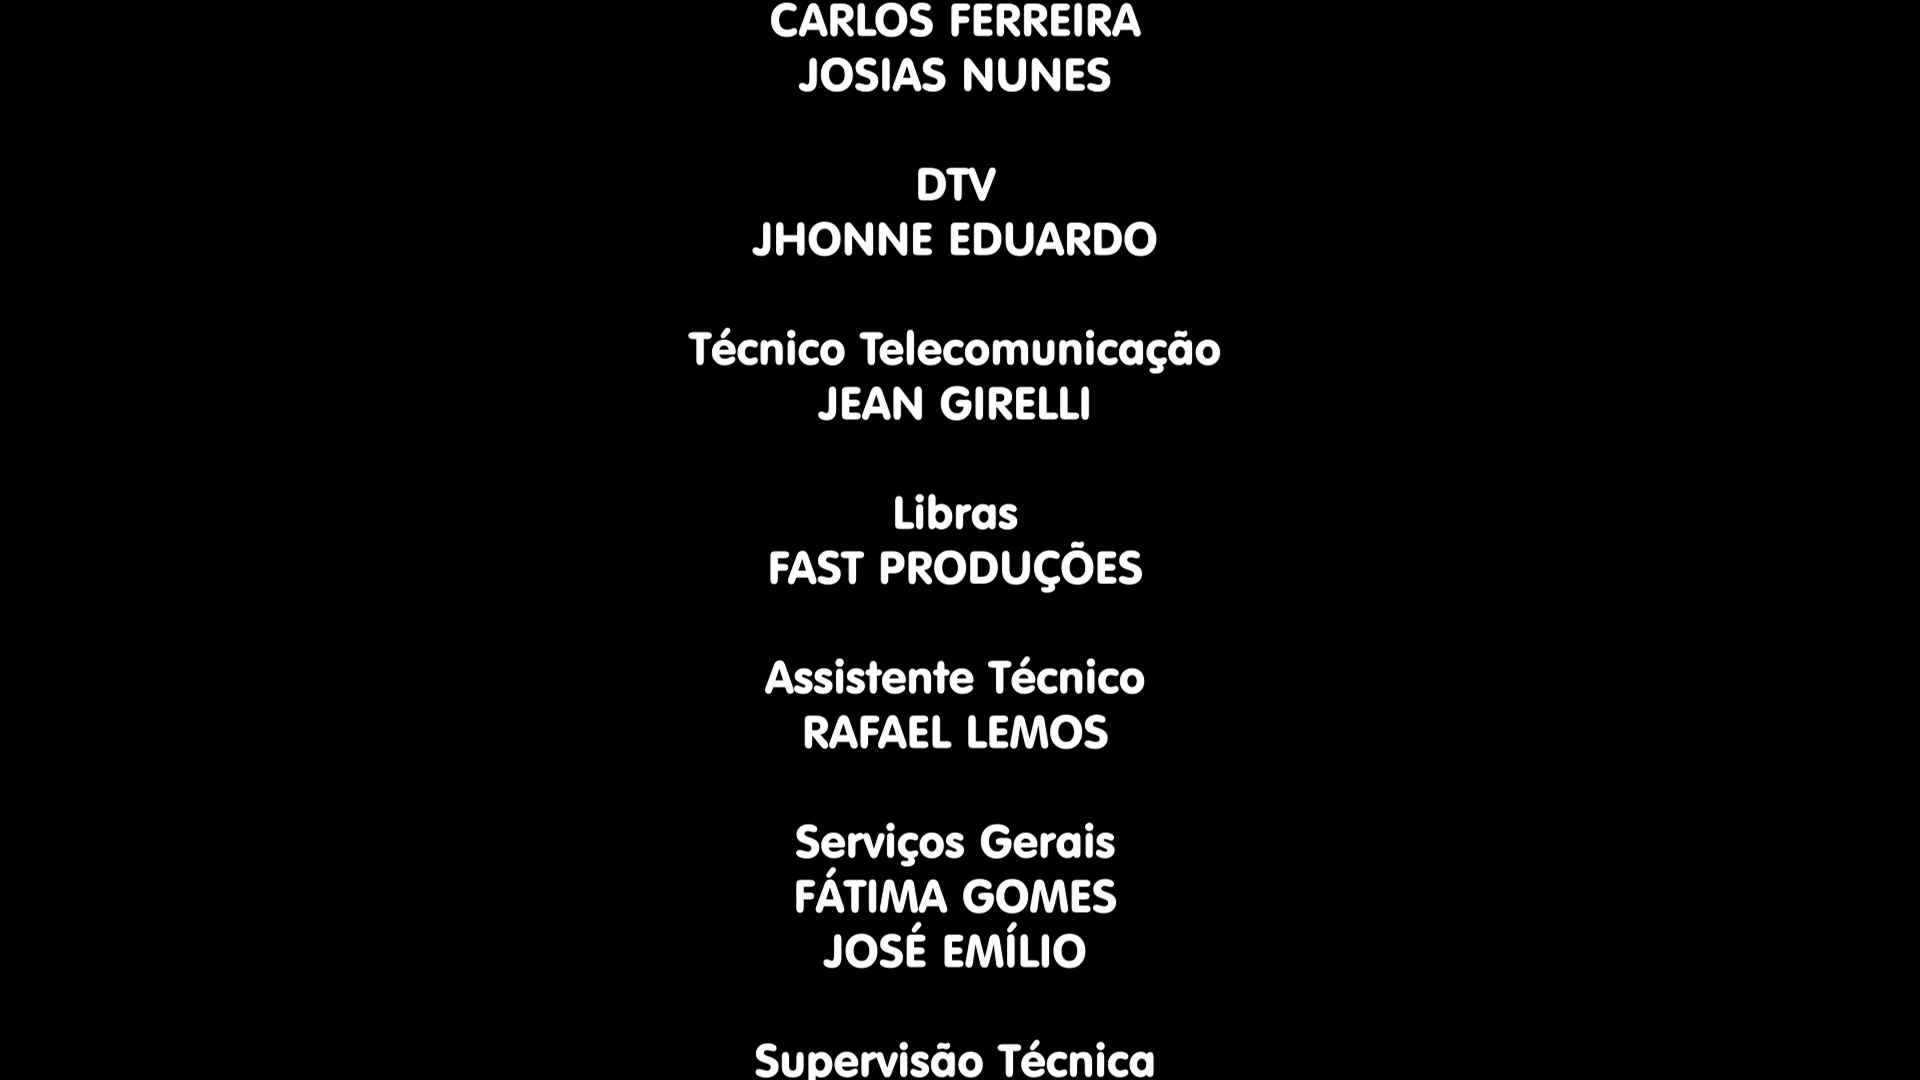 CARLOS FERREIRA
JOSIAS NUNES
DTV
JHONNE EDUARDO
Técnico Telecomunicação
JEAN GIRELLI
Libras
FAST PRODUÇÕES
Assistente Técnico
RAFAEL LEMOS
Serviços Gerais
FÁTIMA GOMES
JOSÉ EMÍLIO
Supervisão Técnica